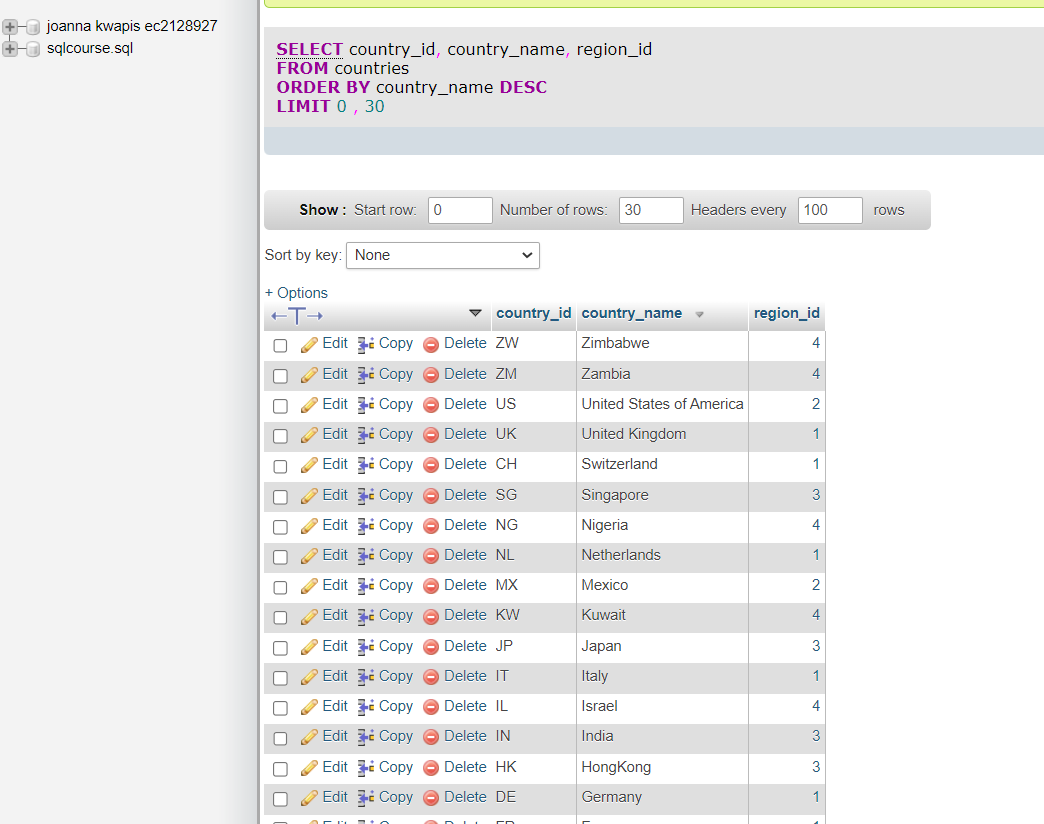 joanna kwapis ec2128927
sqlcourse.sql
SELECT country_id, country_name, region_id
FROM countries
ORDER BY country_name DESC
LIMIT 0 , 30
Show : Start row: 0 Number of rows: 30 Headers every 100 rows
Sort by key: None
+ Options
←T→ country_id country_name region_id
Edit Copy Delete ZW Zimbabwe 4
Edit Copy Delete ZM Zambia 4
Edit Copy Delete US United States of America 2
Edit Copy Delete UK United Kingdom 1
Edit Copy Delete CH Switzerland 1
Edit Copy Delete SG Singapore 3
Edit Copy Delete NG Nigeria 4
Edit Copy Delete NL Netherlands 1
Edit Copy Delete MX Mexico 2
Edit Copy Delete KW Kuwait 4
Edit Copy Delete JP Japan 3
Edit Copy Delete IT Italy 1
Edit Copy Delete IL Israel 4
Edit Copy Delete IN India 3
Edit Copy Delete HK HongKong 3
Edit Copy Delete DE Germany 1